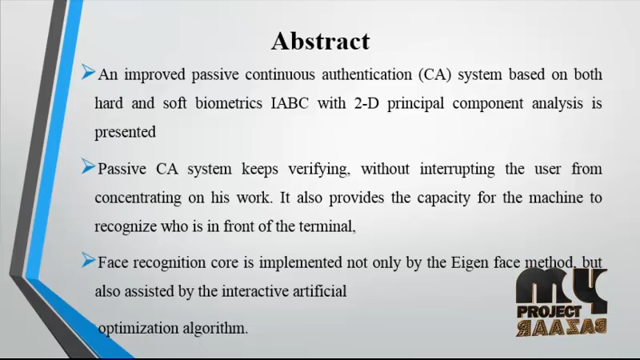 Abstract
An improved passive continuous authentication (CA) system based on both
hard and soft biometrics IABC with 2-D principal component analysis is
presented
Passive CA system keeps verifying, without interrupting the user from
concentrating on his work. It also provides the capacity for the machine to
recognize who is in front of the terminal,
Face recognition core is implemented not only by the Eigen face method, but
also assisted by the interactive artificial
optimization algorithm.
MY
PROJECT
BAZAAR